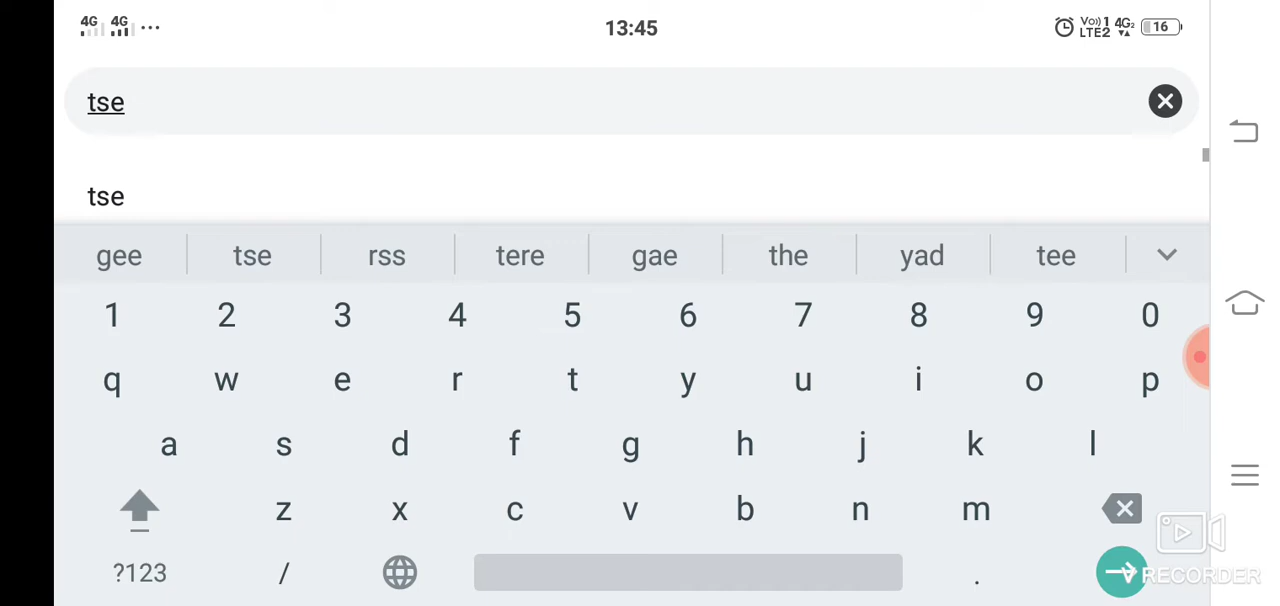 4G 4G ... 13:45 Vo) 1 LTE2 4G2 16
tse
tse
gee tse rss tere gae the yad tee
1 2 3 4 5 6 7 8 9 0
q w e r t y u i o p
a s d f g h j k l
z x c v b n m
?123 / .
V RECORDER